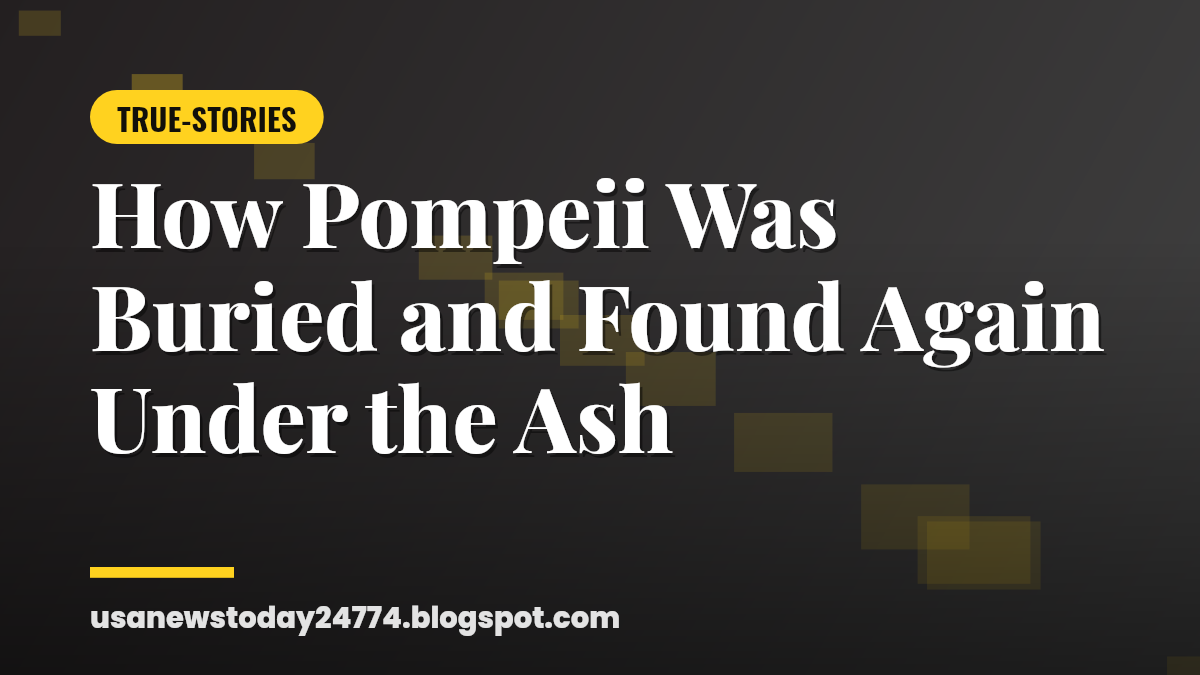 TRUE-STORIES
How Pompeii Was
Buried and Found Again
Under the Ash
usanewstoday24774.blogspot.com